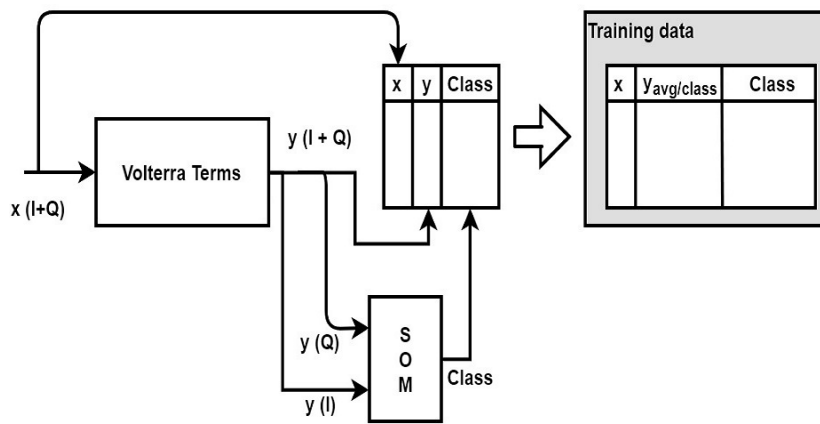 Training data
x y Class
x yavg/class Class
y (I + Q)
Volterra Terms
x (I+Q)
S
O
M
y (Q)
Class
y (I)